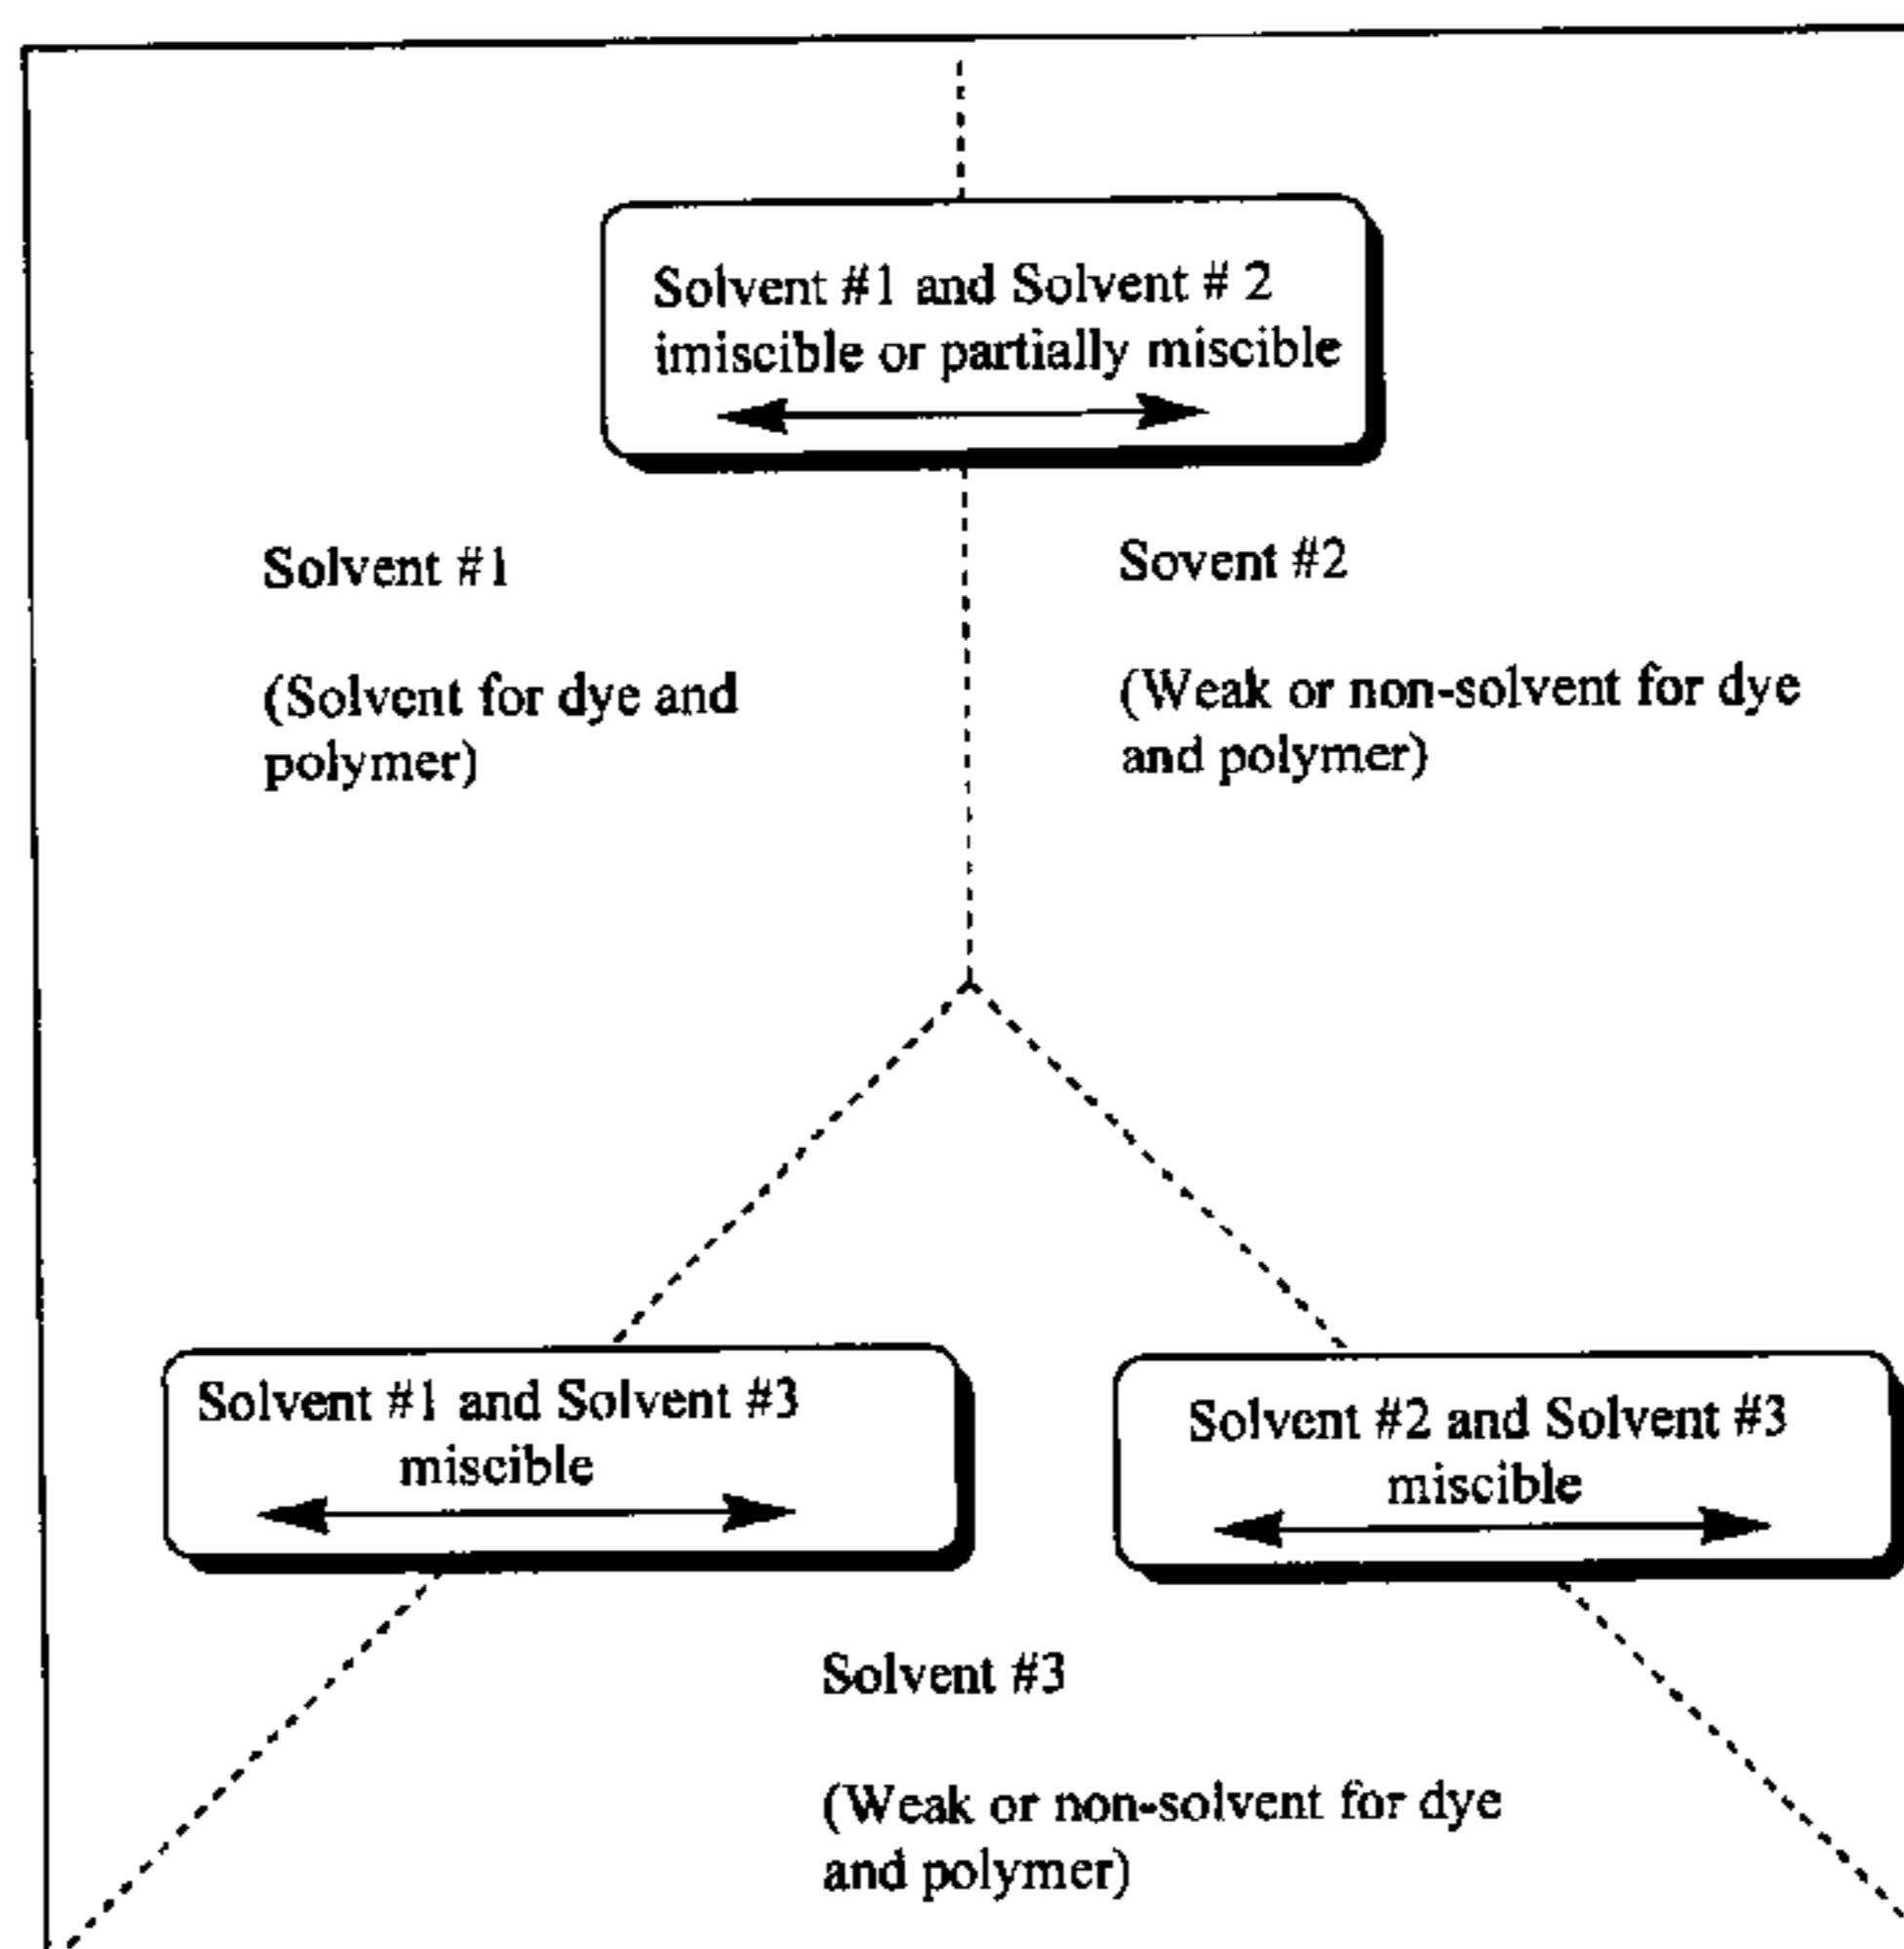 Solvent #1 and Solvent # 2
imiscible or partially miscible
Solvent #1
Sovent #2
(Solvent for dye and
polymer)
(Weak or non-solvent for dye
and polymer)
Solvent #1 and Solvent #3
miscible
Solvent #2 and Solvent #3
miscible
Solvent #3
(Weak or non-solvent for dye
and polymer)